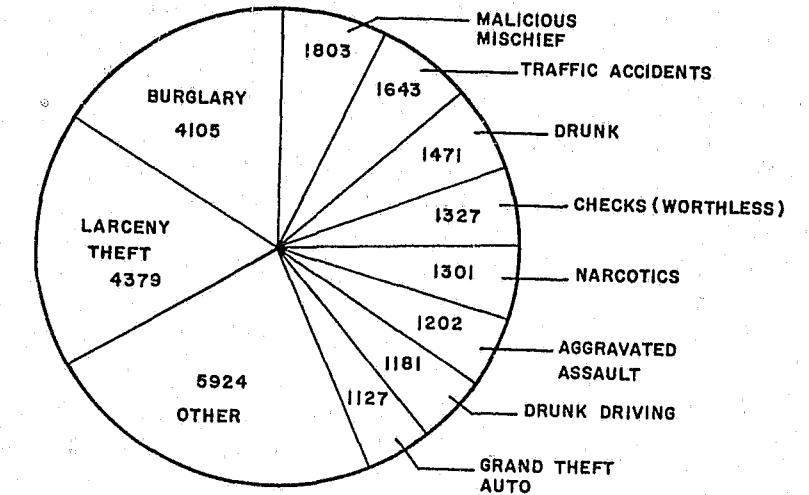 MALICIOUS
MISCHIEF
1803
TRAFFIC ACCIDENTS
1643
BURGLARY
4105
DRUNK
1471
CHECKS (WORTHLESS)
1327
LARCENY
THEFT
4379
NARCOTICS
1301
AGGRAVATED
ASSAULT
1202
DRUNK DRIVING
1181
GRAND THEFT
AUTO
1127
5924
OTHER